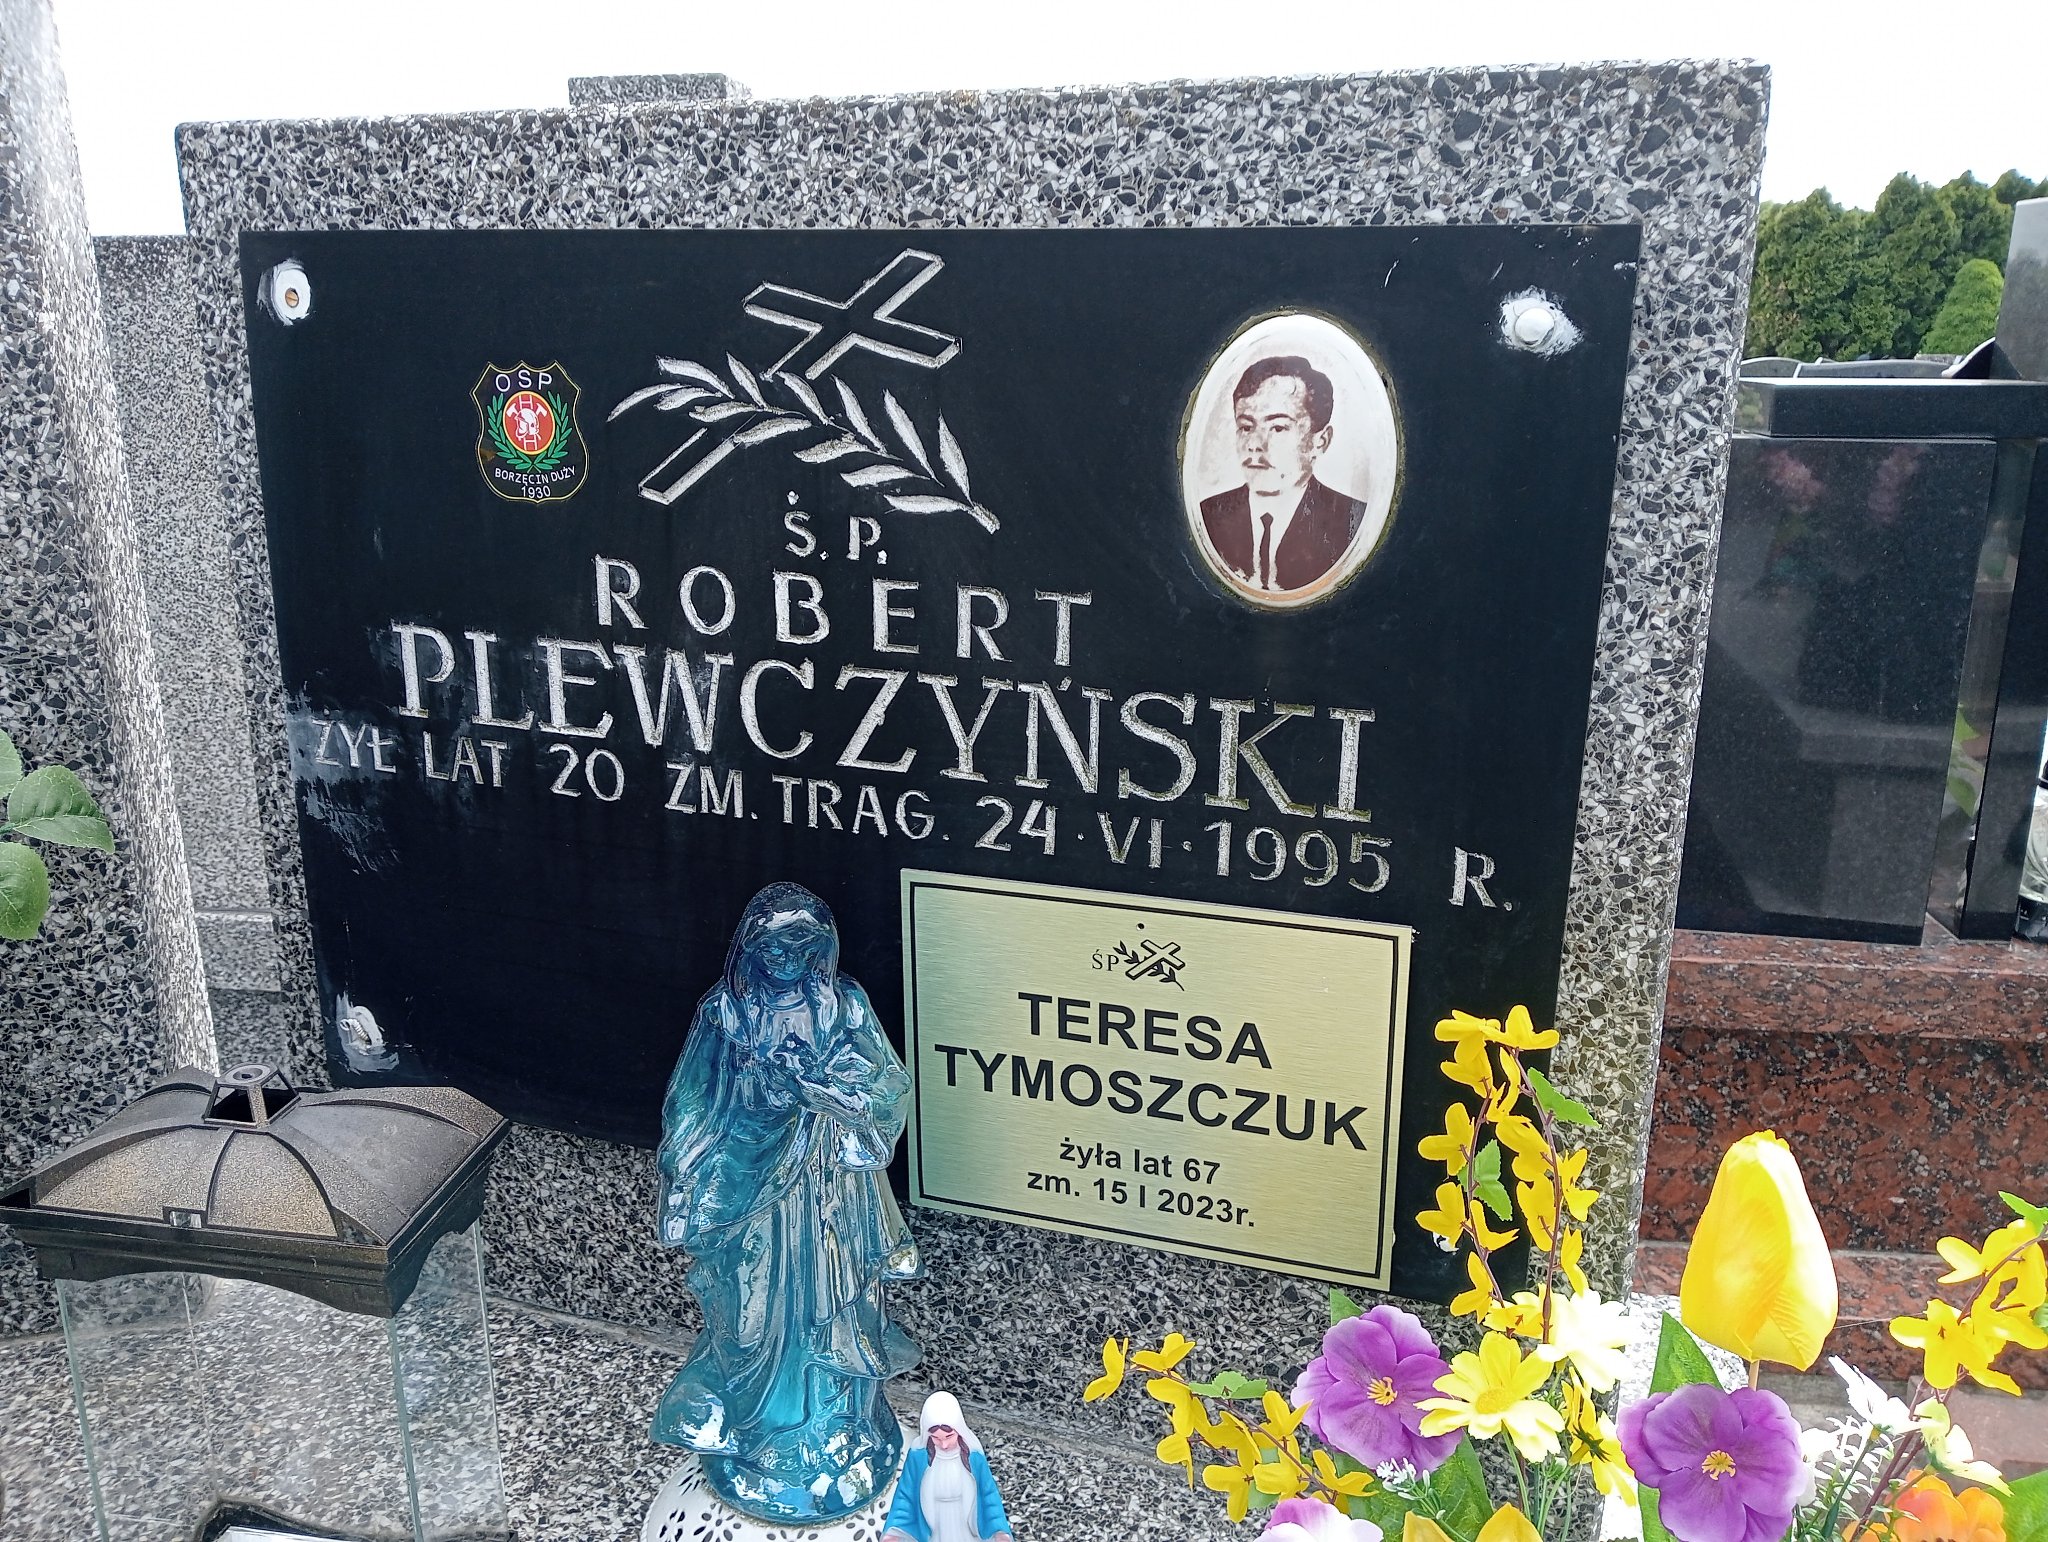 OSP
BORZĘCIN DUŻY
1930
Ś. P.
ROBERT
PLEWCZYŃSKI
ŻYŁ LAT 20 ZM. TRAG. 24 · VI · 1995 R.
ŚP
TERESA
TYMOSZCZUK
żyła lat 67
zm. 15 I 2023r.